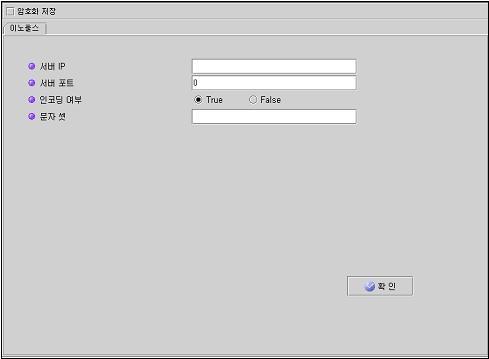 암호화 저장
이노룰스
서버 IP
서버 포트 0
인코딩 여부 True False
문자 셋
확 인